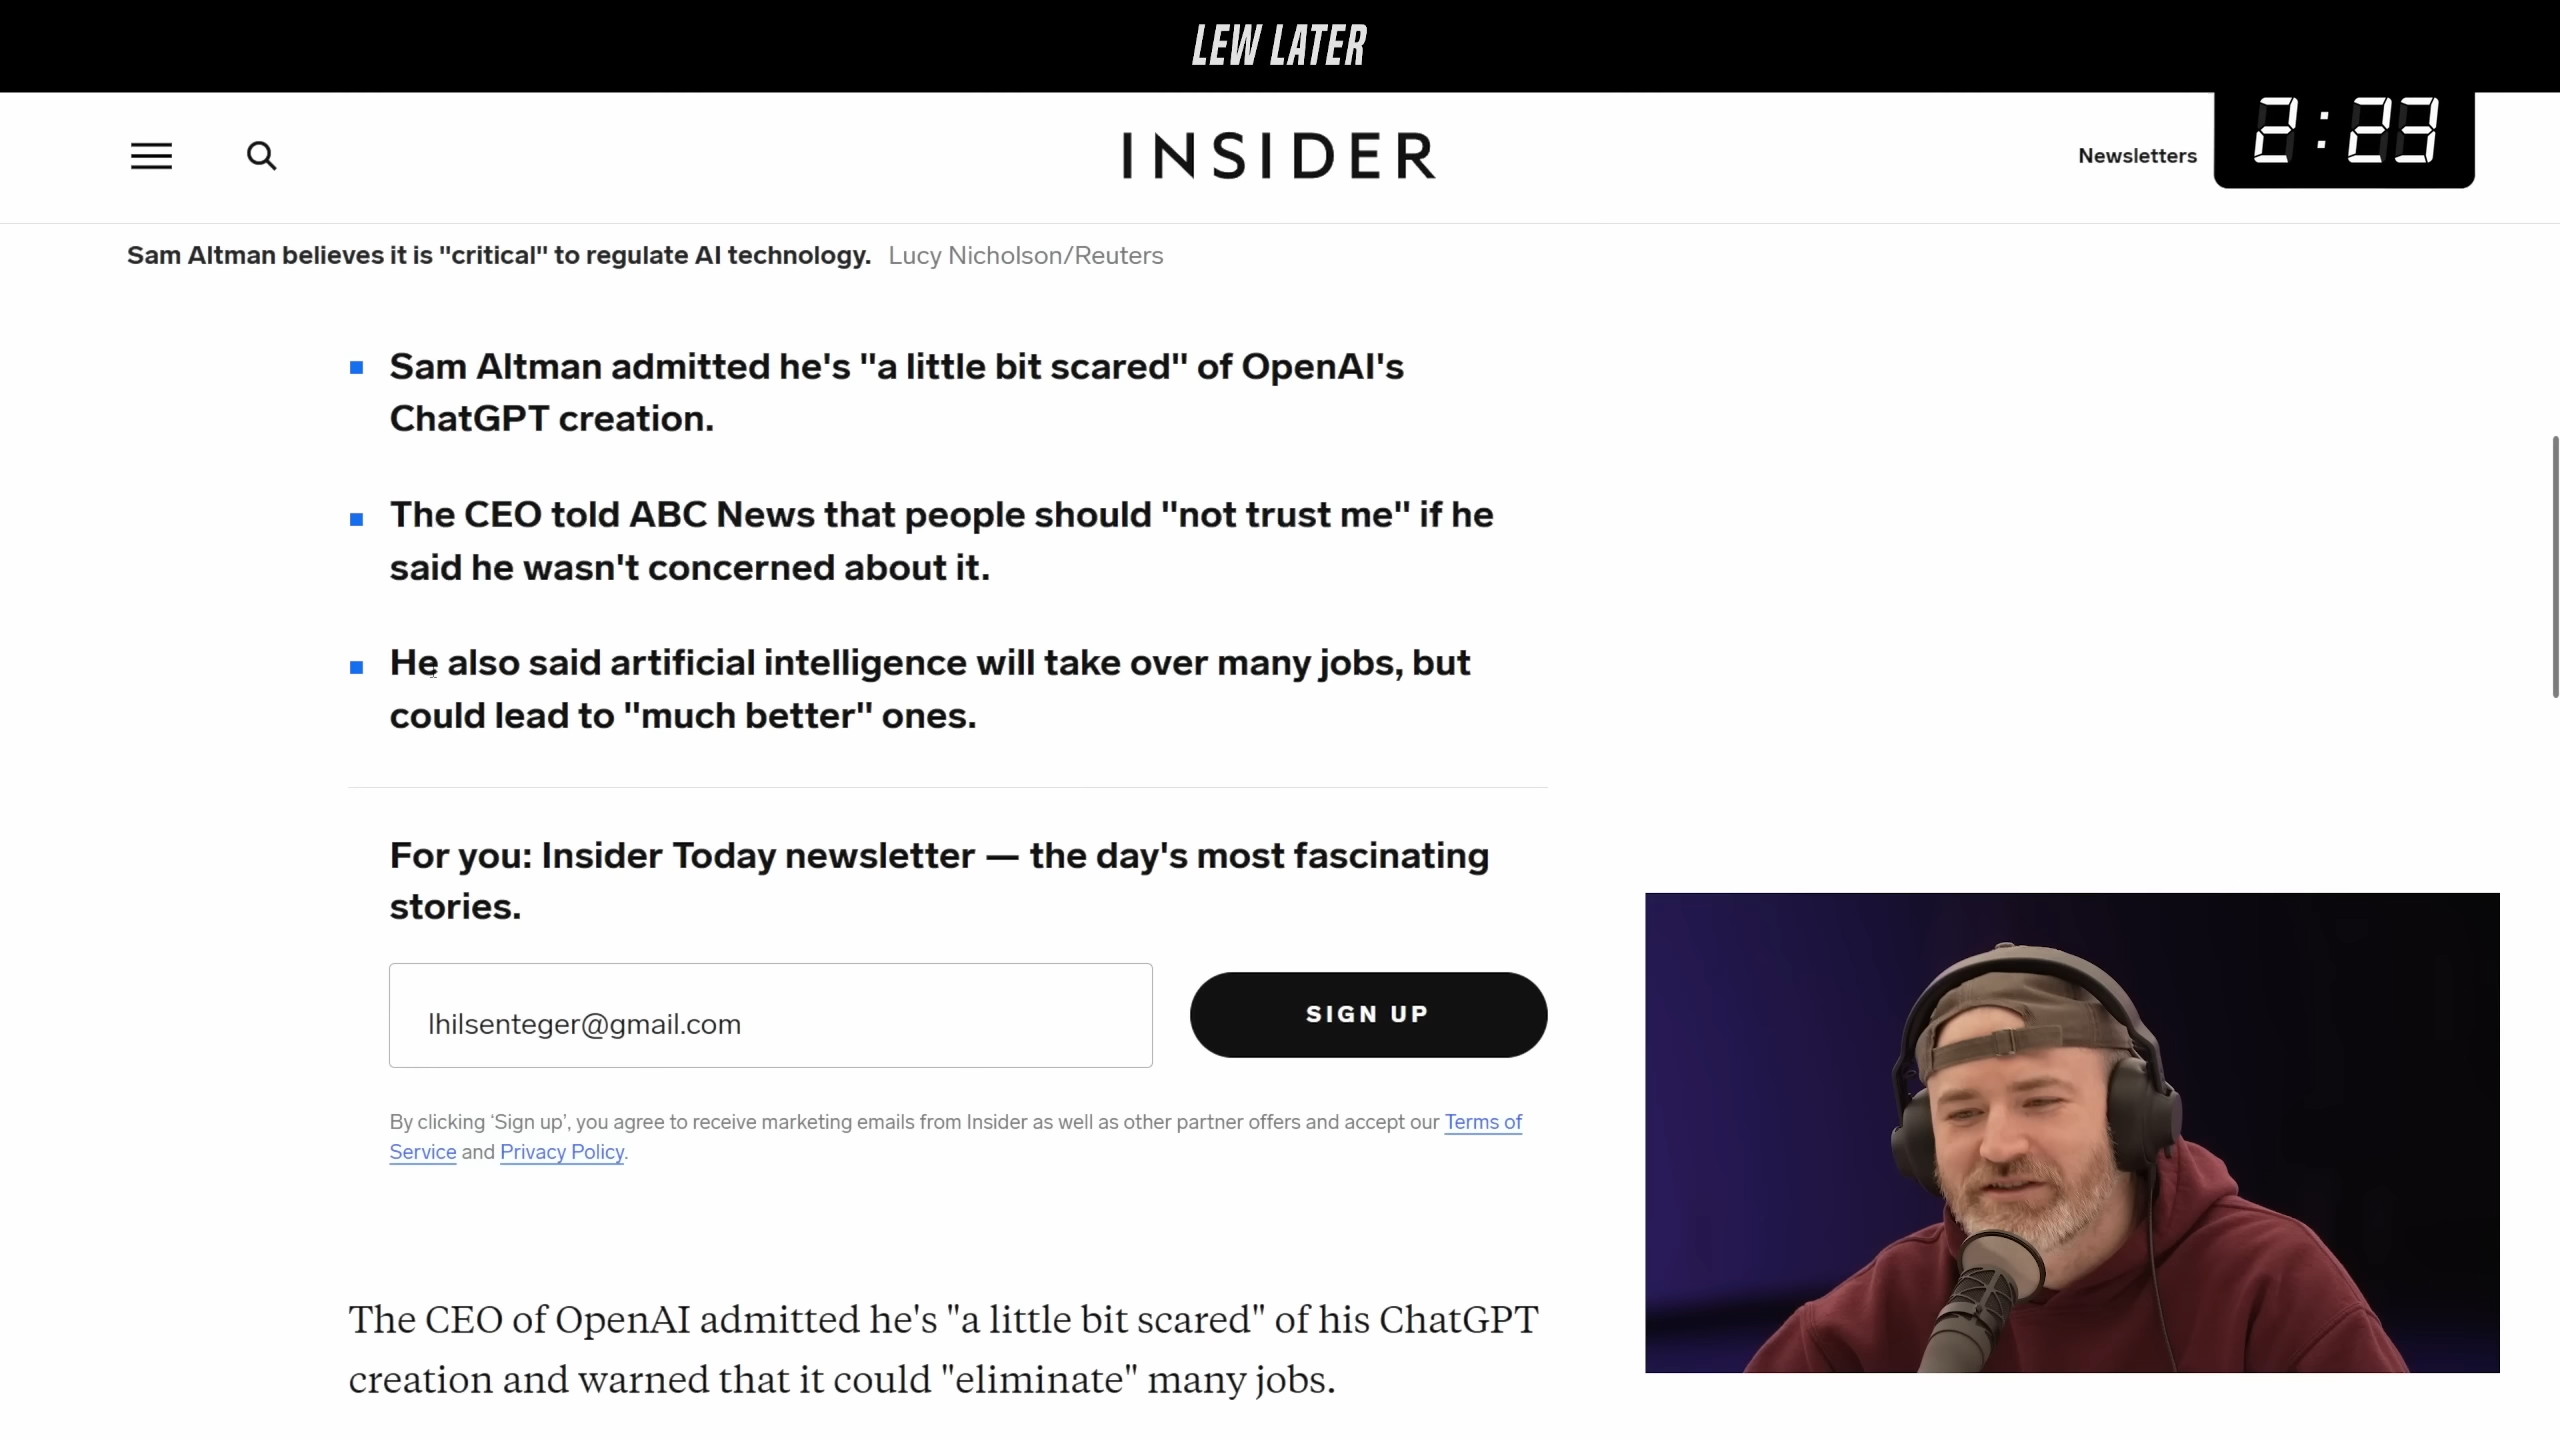 LEW LATER
INSIDER
Newsletters
2:23
Sam Altman believes it is "critical" to regulate AI technology. Lucy Nicholson/Reuters
Sam Altman admitted he's "a little bit scared" of OpenAI's
ChatGPT creation.
The CEO told ABC News that people should "not trust me" if he
said he wasn't concerned about it.
He also said artificial intelligence will take over many jobs, but
could lead to "much better" ones.
For you: Insider Today newsletter — the day's most fascinating
stories.
lhilsenteger@gmail.com
SIGN UP
By clicking ‘Sign up’, you agree to receive marketing emails from Insider as well as other partner offers and accept our Terms of
Service and Privacy Policy.
The CEO of OpenAI admitted he's "a little bit scared" of his ChatGPT
creation and warned that it could "eliminate" many jobs.